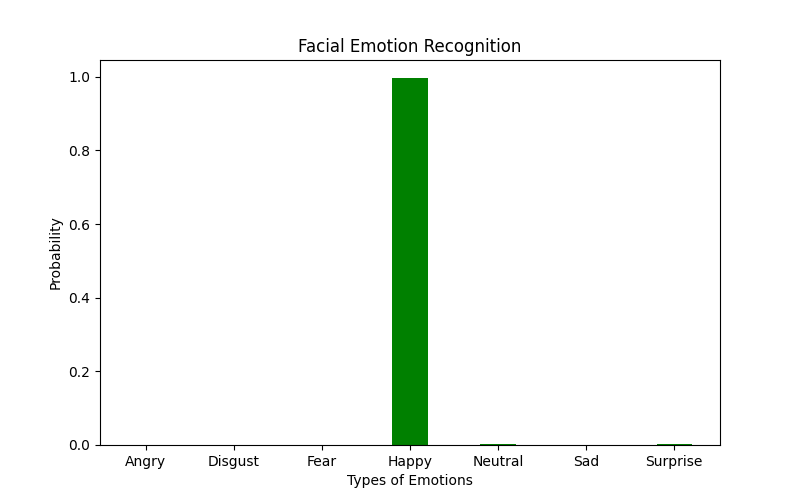 Facial Emotion Recognition
1.0
0.8
0.6
0.4
0.2
0.0
Probability
Angry Disgust Fear Happy Neutral Sad Surprise
Types of Emotions